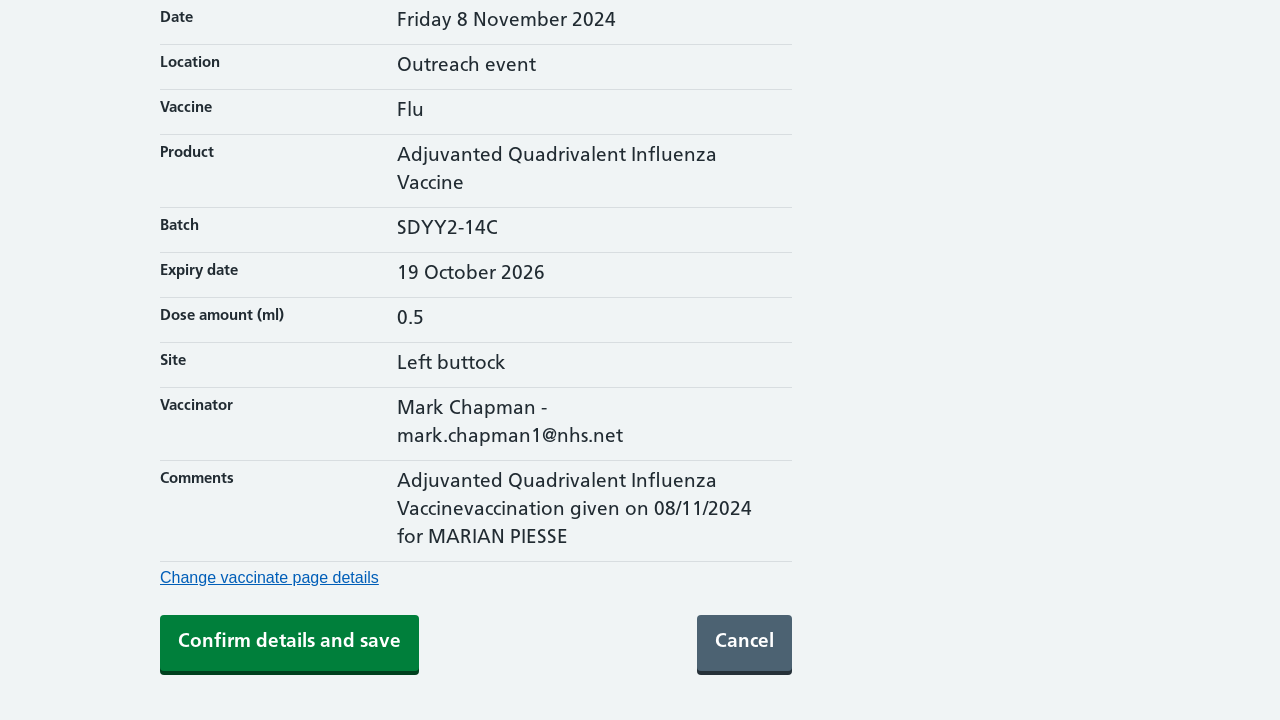 Date
Friday 8 November 2024
Location
Outreach event
Vaccine
Flu
Product
Adjuvanted Quadrivalent Influenza
Vaccine
Batch
SDYY2-14C
Expiry date
19 October 2026
Dose amount (ml)
0.5
Site
Left buttock
Vaccinator
Mark Chapman -
mark.chapman1@nhs.net
Comments
Adjuvanted Quadrivalent Influenza
Vaccinevaccination given on 08/11/2024
for MARIAN PIESSE
Change vaccinate page details
Confirm details and save
Cancel